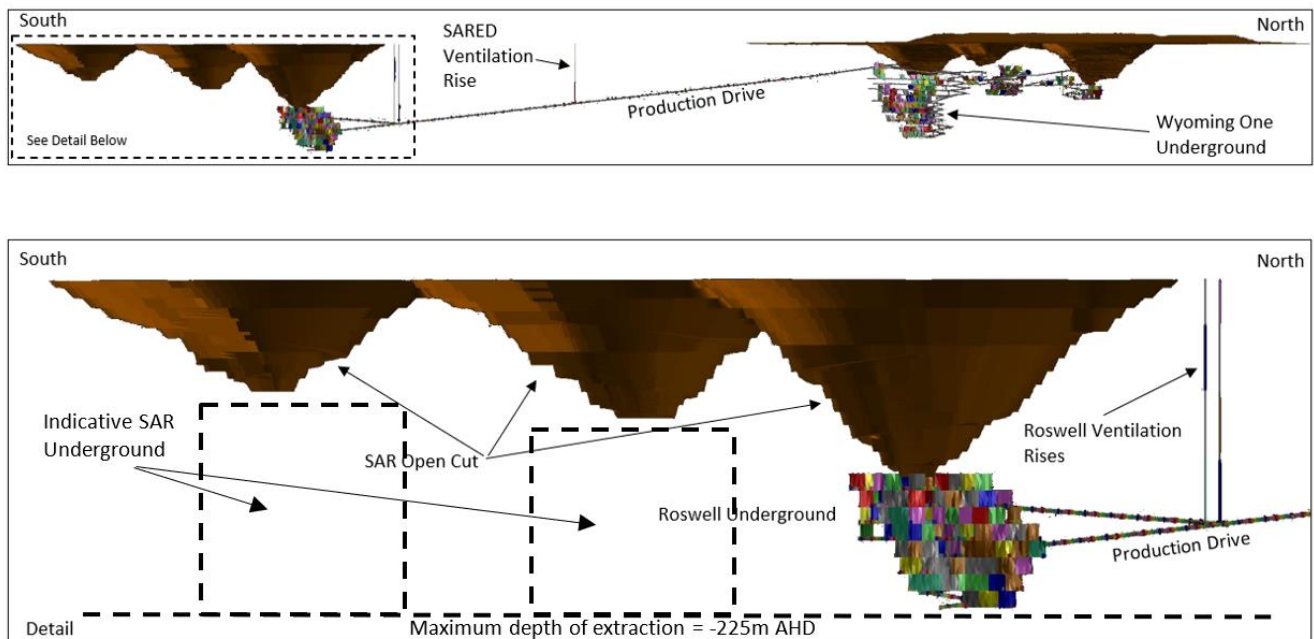 South
North
SARED
Ventilation
Rise
Production Drive
See Detail Below
Wyoming One
Underground
South
North
Indicative SAR
Underground
SAR Open Cut
Roswell Ventilation
Rises
Roswell Underground
Production Drive
Detail
Maximum depth of extraction = -225m AHD